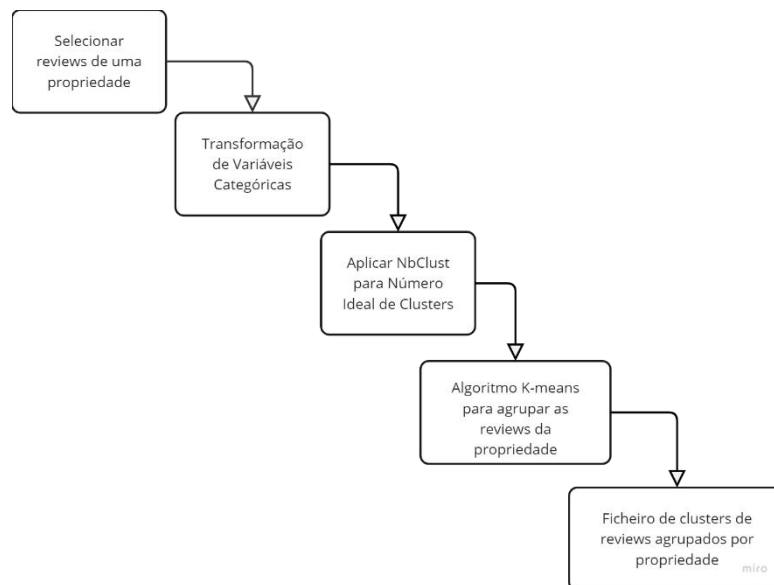 Selecionar
reviews de uma
propriedade
Transformação
de Variáveis
Categóricas
Aplicar NbClust
para Número
Ideal de Clusters
Algoritmo K-means
para agrupar as
reviews da
propriedade
Ficheiro de clusters de
reviews agrupados por
propriedade
miro